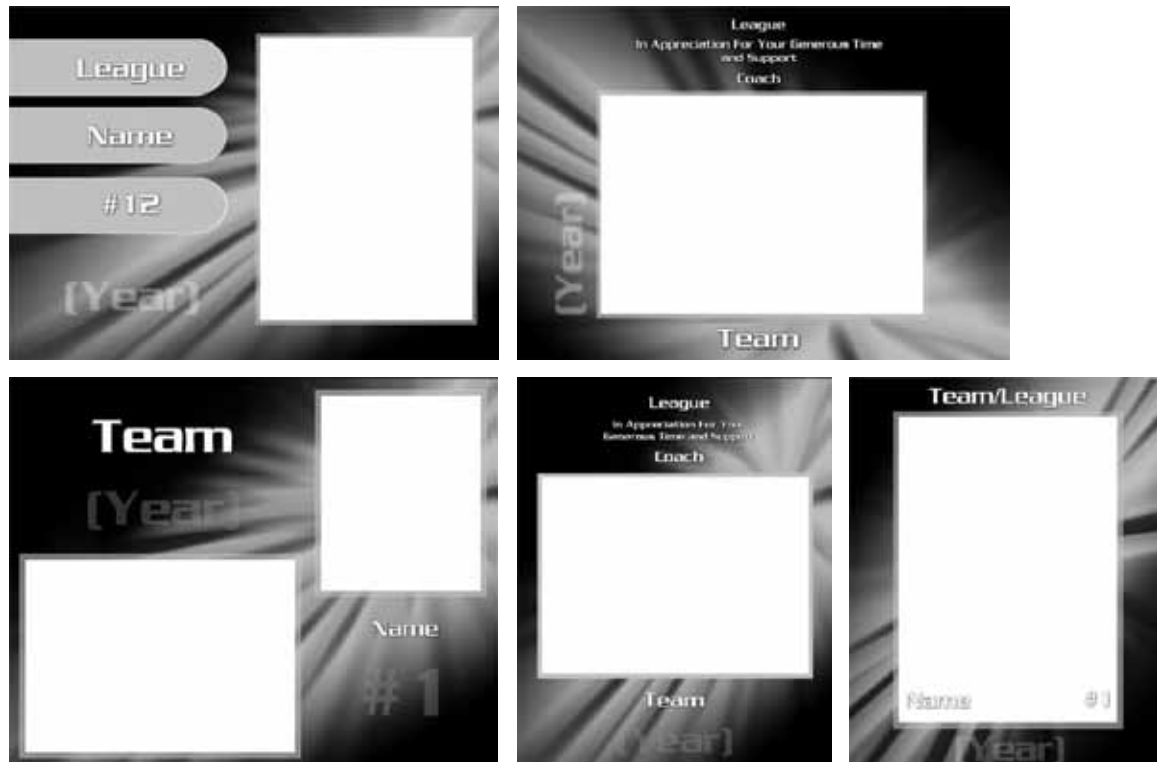 League
Name
#12
(Year)
League
In Appreciation For Your Generous Time
and Support
Coach
(Year)
Team
Team
(Year)
Name
#1
League
In Appreciation For Your
Generous Time and Support
Coach
Team
(Year)
Team/League
Name #1
(Year)